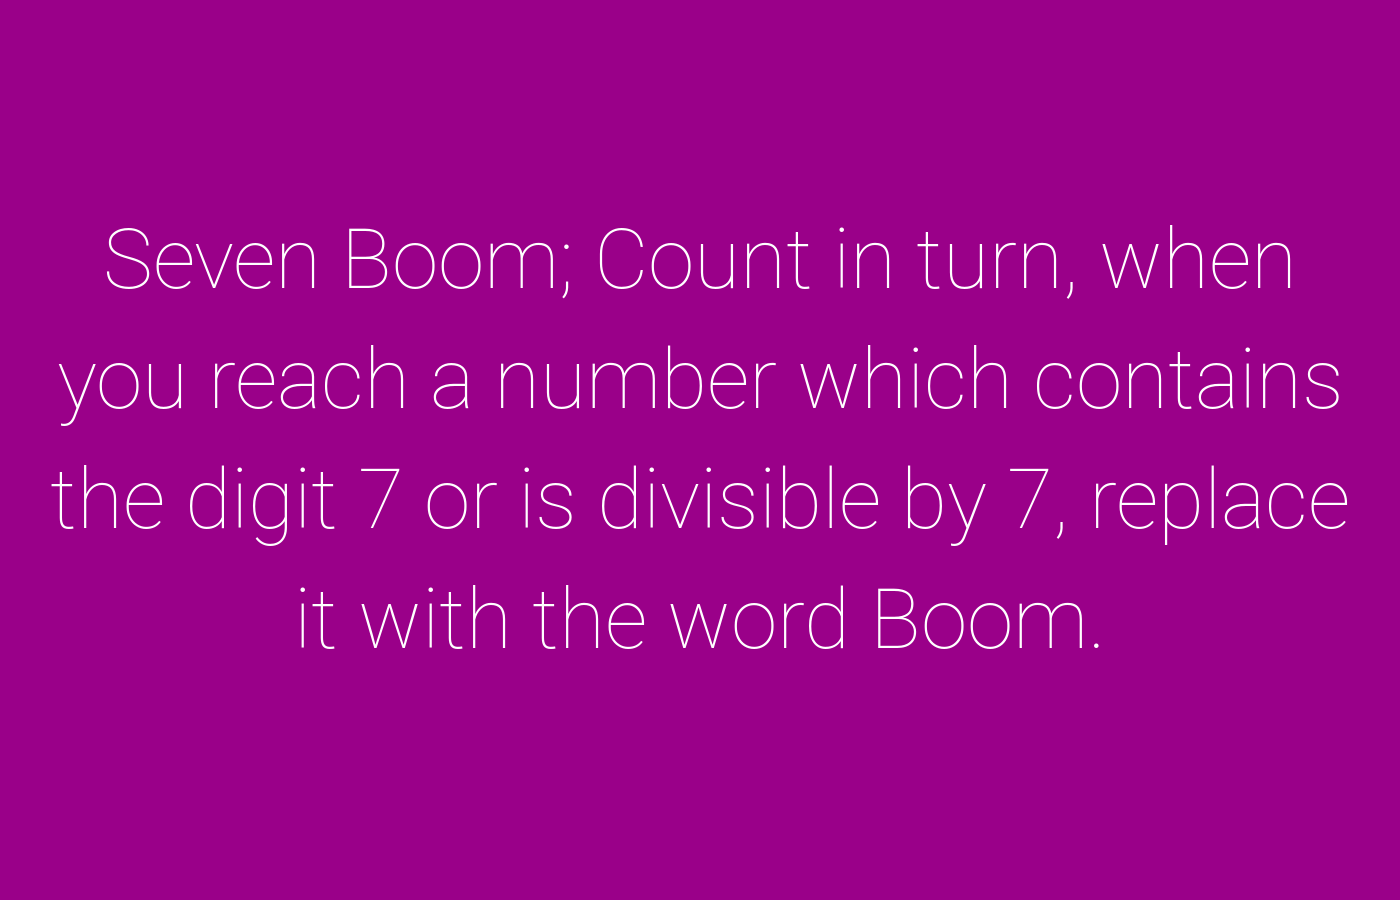 Seven Boom; Count in turn, when
you reach a number which contains
the digit 7 or is divisible by 7, replace
it with the word Boom.